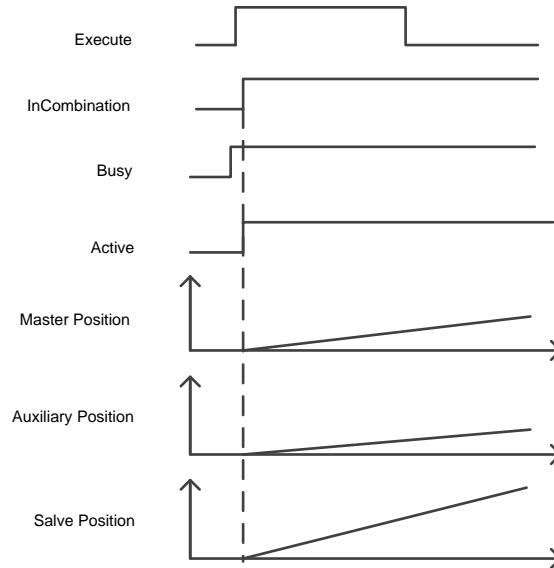 Execute
InCombination
Busy
Active
Master Position
Auxiliary Position
Salve Position